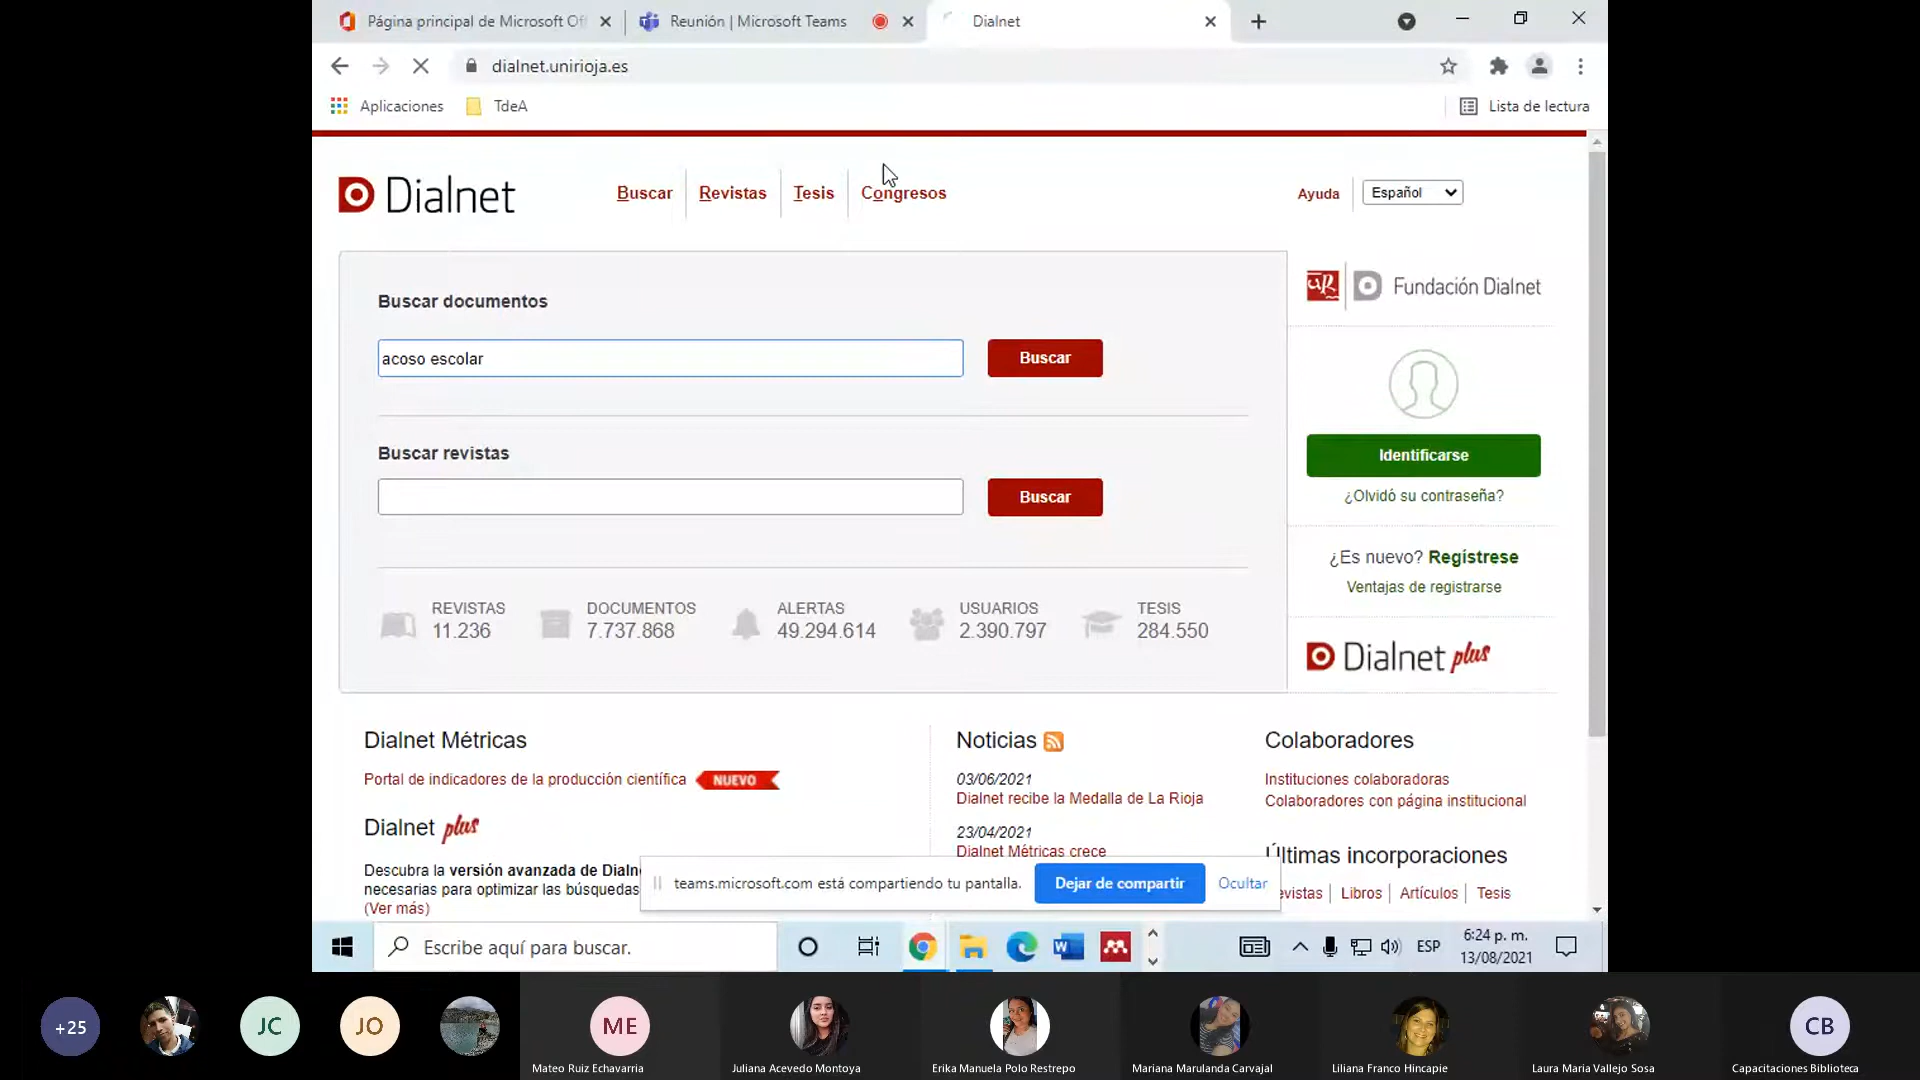 Página principal de Microsoft Of
Reunión | Microsoft Teams
Dialnet
dialnet.unirioja.es
Aplicaciones
TdeA
Lista de lectura
Dialnet
Buscar
Revistas
Tesis
Congresos
Ayuda
Español
Buscar documentos
acoso escolar
Buscar
Buscar revistas
Buscar
REVISTAS
11.236
DOCUMENTOS
7.737.868
ALERTAS
49.294.614
USUARIOS
2.390.797
TESIS
284.550
Fundación Dialnet
Identificarse
¿Olvidó su contraseña?
¿Es nuevo? Regístrese
Ventajas de registrarse
Dialnet plus
Dialnet Métricas
Portal de indicadores de la producción científica NUEVO
Dialnet plus
Descubra la versión avanzada de Dialn
necesarias para optimizar las búsquedas
(Ver más)
Noticias
03/06/2021
Dialnet recibe la Medalla de La Rioja
23/04/2021
Dialnet Métricas crece
Colaboradores
Instituciones colaboradoras
Colaboradores con página institucional
Últimas incorporaciones
evistas | Libros | Artículos | Tesis
teams.microsoft.com está compartiendo tu pantalla.
Dejar de compartir
Ocultar
Escribe aquí para buscar.
ESP
6:24 p. m.
13/08/2021
+25
JC
JO
ME
Mateo Ruiz Echavarria
Juliana Acevedo Montoya
Erika Manuela Polo Restrepo
Mariana Marulanda Carvajal
Liliana Franco Hincapie
Laura Maria Vallejo Sosa
CB
Capacitaciones Biblioteca